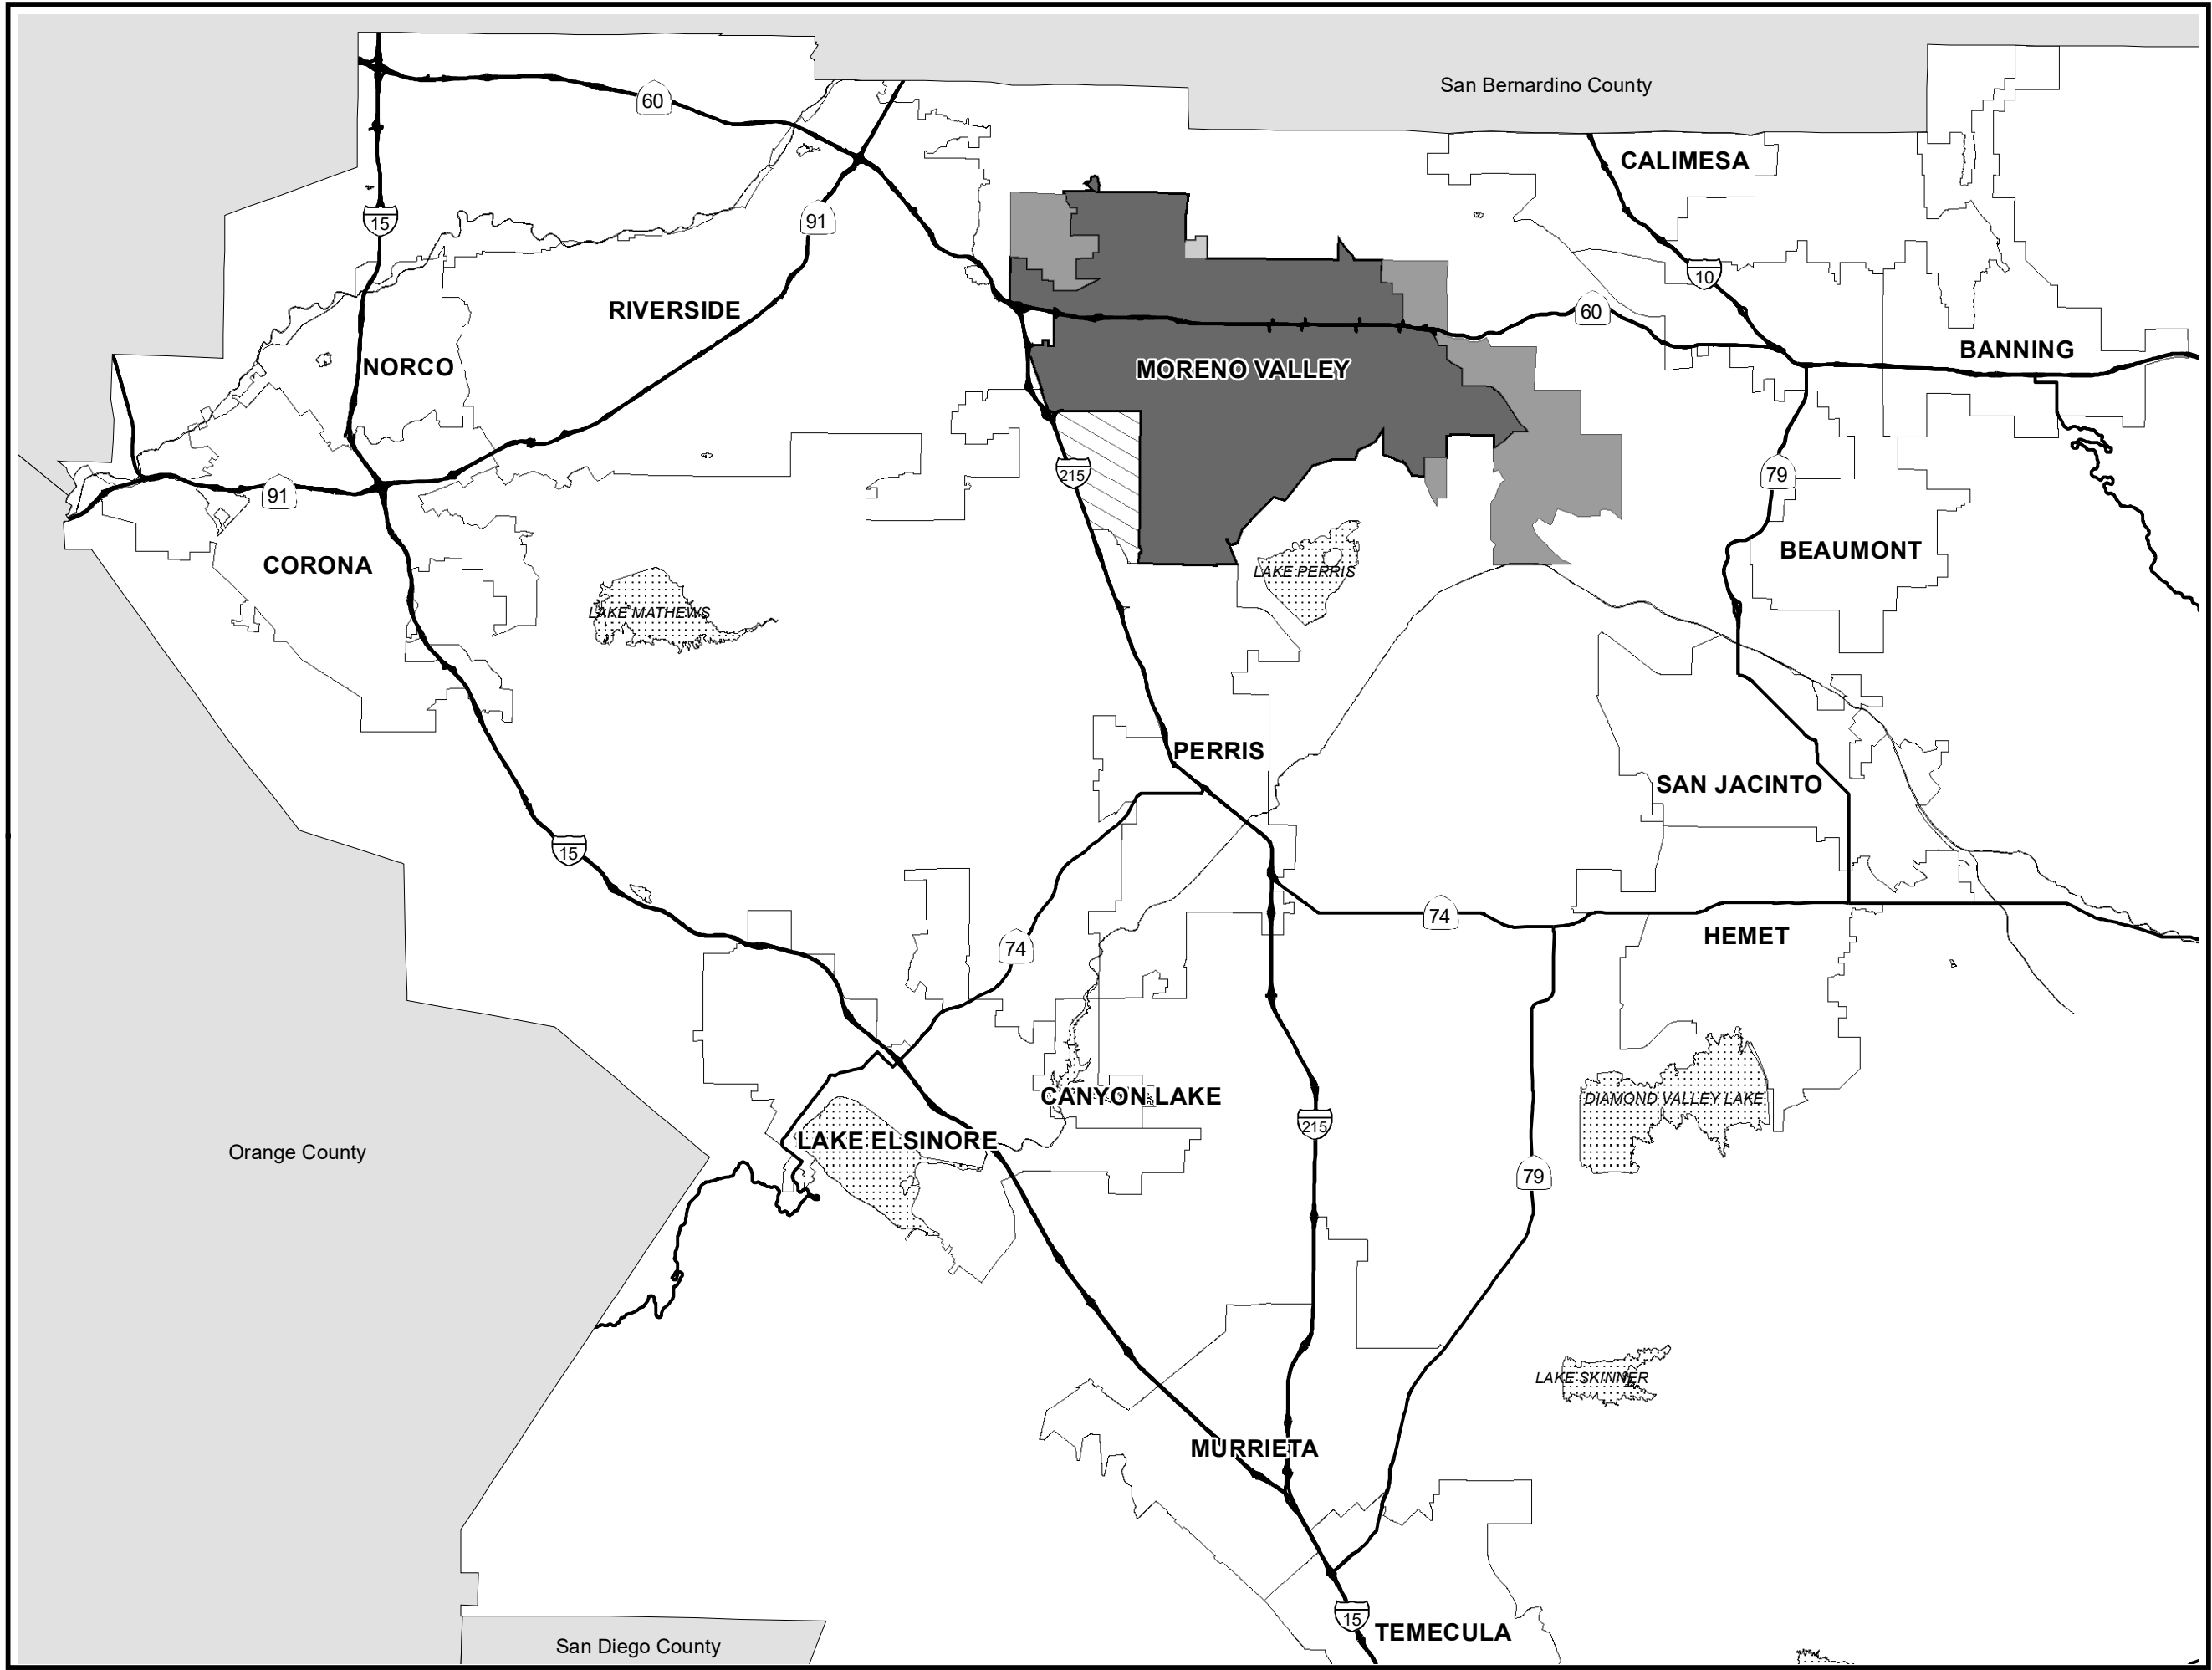 San Bernardino County
60
CALIMESA
15
91
10
RIVERSIDE
60
BANNING
NORCO
MORENO VALLEY
215
79
91
BEAUMONT
CORONA
LAKE PERRIS
LAKE MATHEWS
PERRIS
SAN JACINTO
15
74
HEMET
74
CANYON LAKE
DIAMOND VALLEY LAKE
215
LAKE ELSINORE
Orange County
79
LAKE SKINNER
MURRIETA
15
TEMECULA
San Diego County